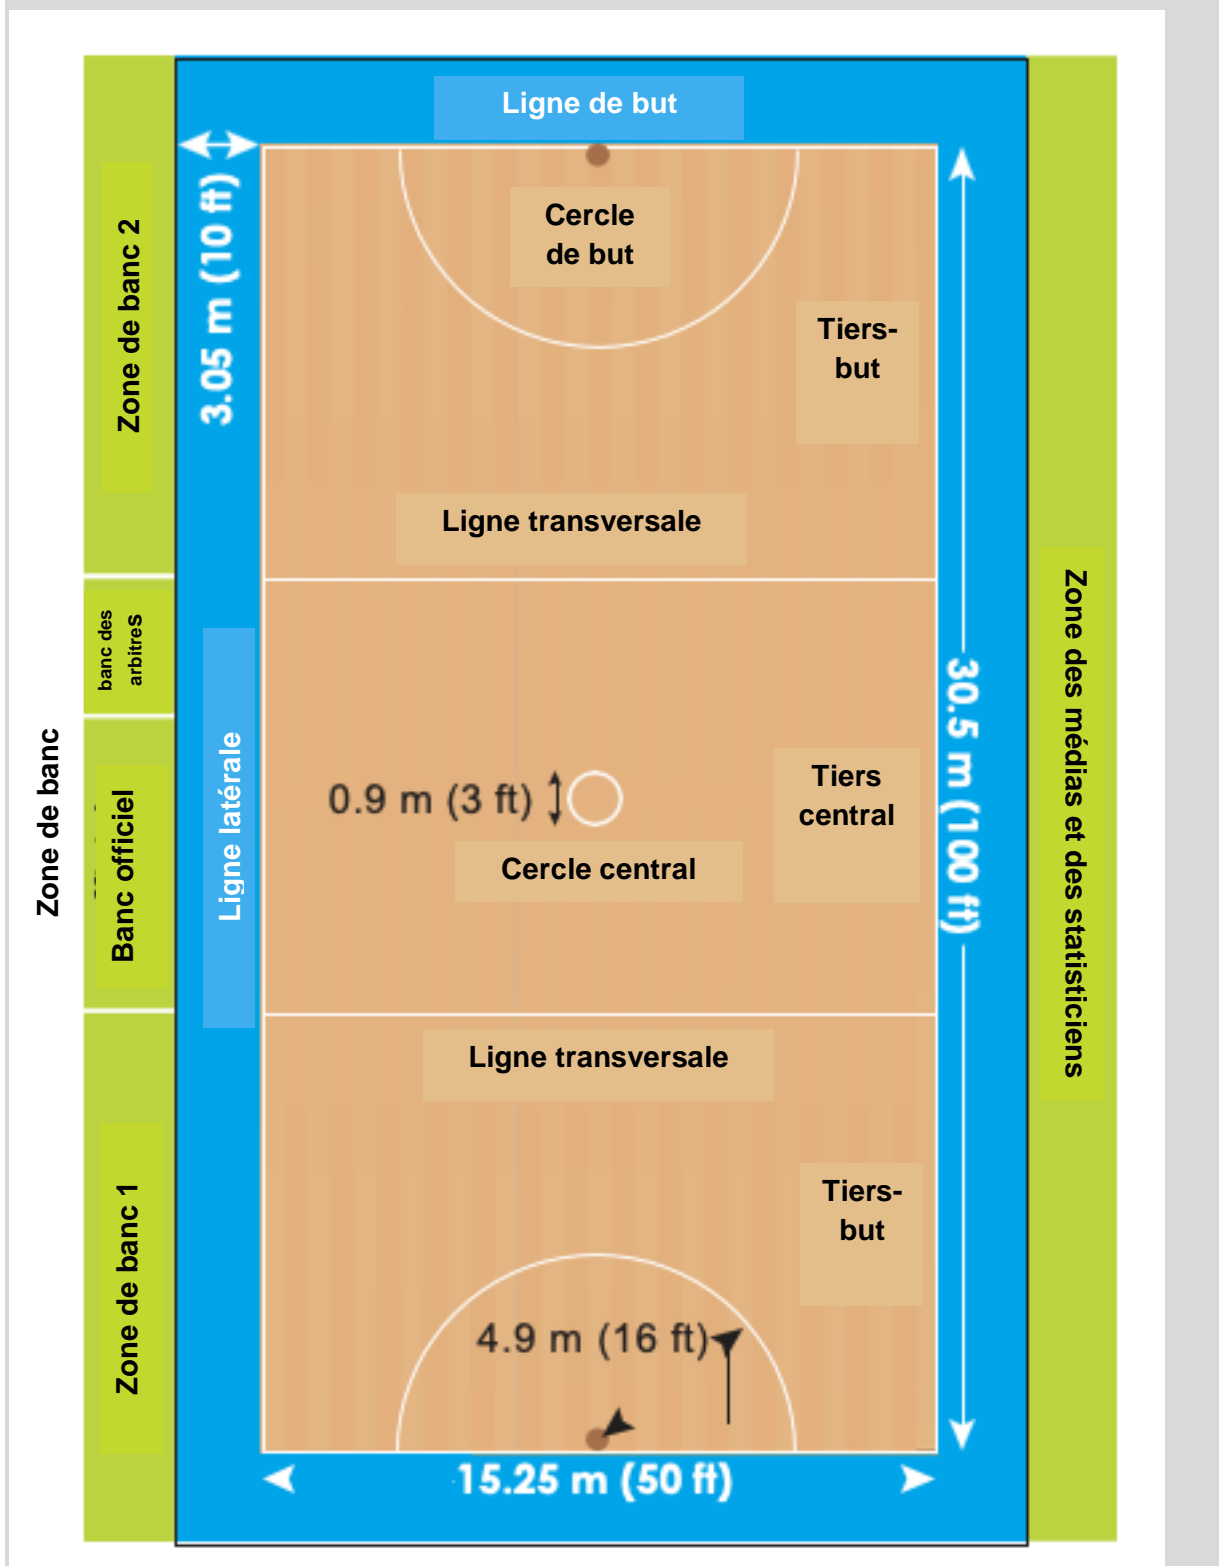 Ligne de but
3.05 m (10 ft)
Cercle
de but
Tiers-
but
Zone de banc 2
Ligne transversale
banc des
arbitres
Zone de banc
Banc officiel
Ligne latérale
0.9 m (3 ft)
Cercle central
Tiers
central
30.5 m (100 ft)
Zone des médias et des statisticiens
Ligne transversale
Zone de banc 1
Tiers-
but
4.9 m (16 ft)
15.25 m (50 ft)